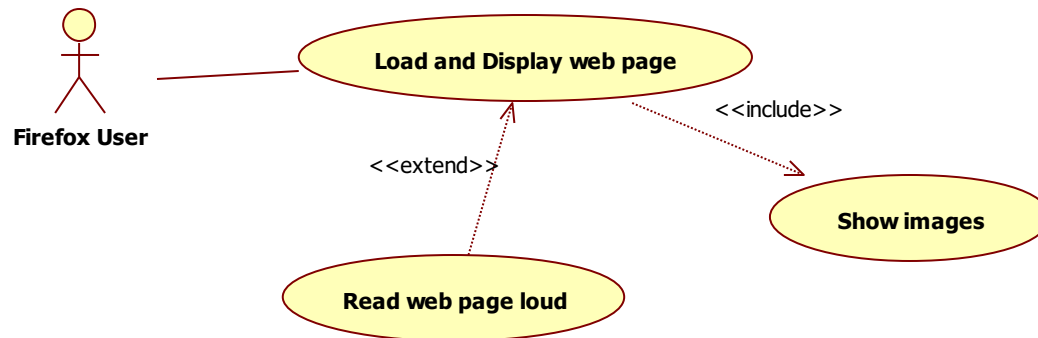 Load and Display web page
<<include>>
Firefox User
<<extend>>
Show images
Read web page loud